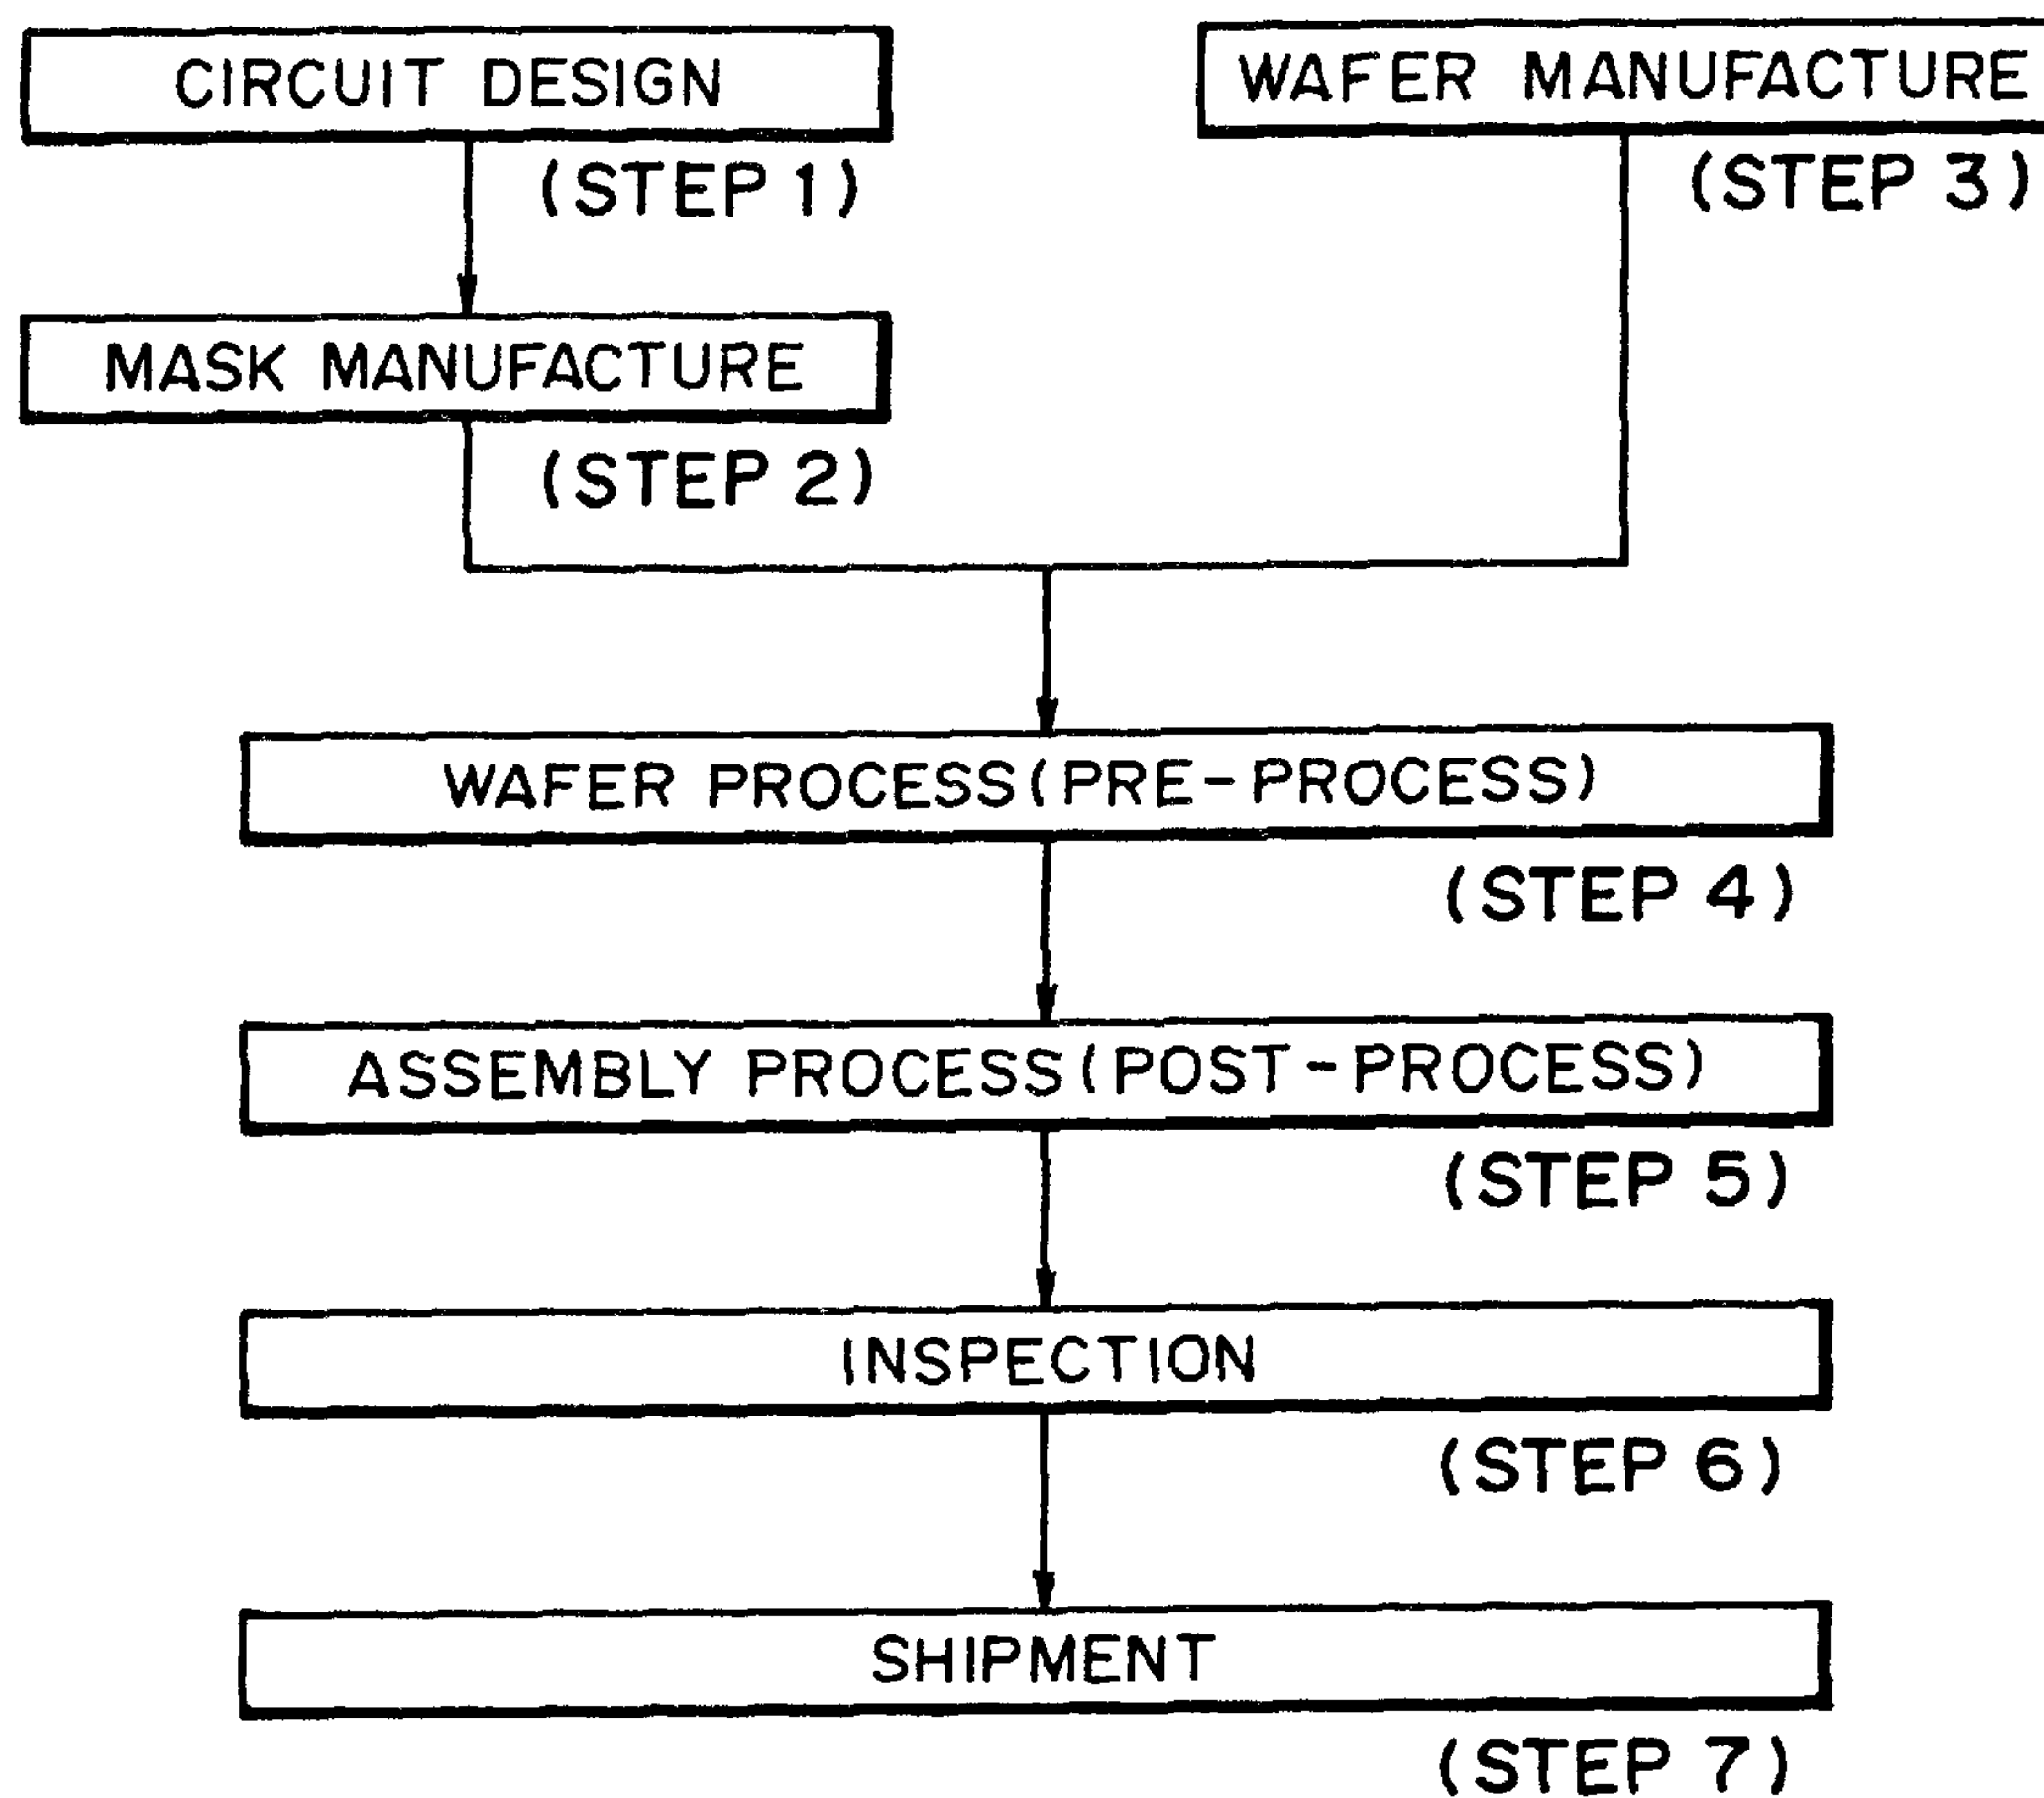 CIRCUIT DESIGN
(STEP 1)
WAFER MANUFACTURE
(STEP 3)
MASK MANUFACTURE
(STEP 2)
WAFER PROCESS(PRE-PROCESS)
(STEP 4)
ASSEMBLY PROCESS(POST-PROCESS)
(STEP 5)
INSPECTION
(STEP 6)
SHIPMENT
(STEP 7)